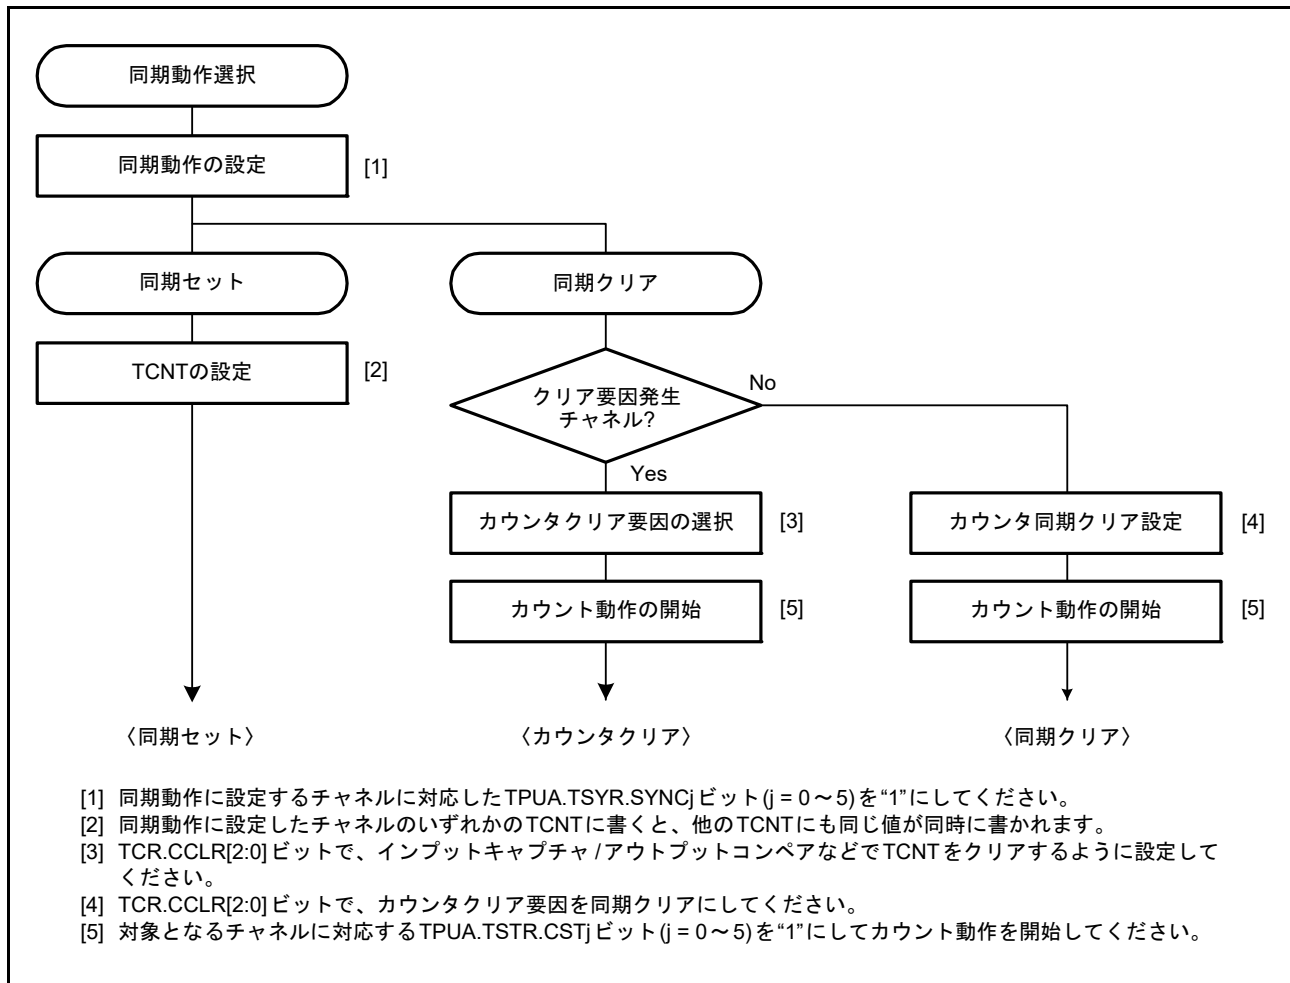 同期動作選択
同期動作の設定 [1]
同期セット
同期クリア
TCNTの設定 [2]
クリア要因発生
チャネル?
No
Yes
カウンタクリア要因の選択 [3]
カウンタ同期クリア設定 [4]
カウント動作の開始 [5]
カウント動作の開始 [5]
〈同期セット〉
〈カウンタクリア〉
〈同期クリア〉
[1] 同期動作に設定するチャネルに対応したTPUA.TSYR.SYNCjビット(j = 0～5)を“1”にしてください。
[2] 同期動作に設定したチャネルのいずれかのTCNTに書くと、他のTCNTにも同じ値が同時に書かれます。
[3] TCR.CCLR[2:0]ビットで、インプットキャプチャ/アウトプットコンペアなどでTCNTをクリアするように設定して
ください。
[4] TCR.CCLR[2:0]ビットで、カウンタクリア要因を同期クリアにしてください。
[5] 対象となるチャネルに対応するTPUA.TSTR.CSTjビット(j = 0～5)を“1”にしてカウント動作を開始してください。